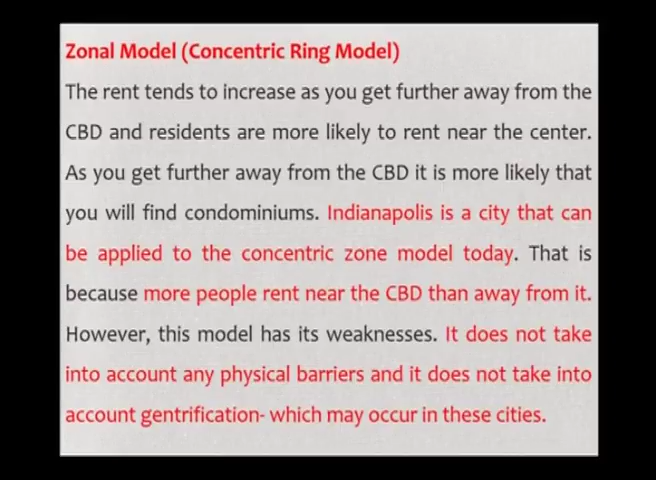 Zonal Model (Concentric Ring Model)
The rent tends to increase as you get further away from the
CBD and residents are more likely to rent near the center.
As you get further away from the CBD it is more likely that
you will find condominiums. Indianapolis is a city that can
be applied to the concentric zone model today. That is
because more people rent near the CBD than away from it.
However, this model has its weaknesses. It does not take
into account any physical barriers and it does not take into
account gentrification- which may occur in these cities.